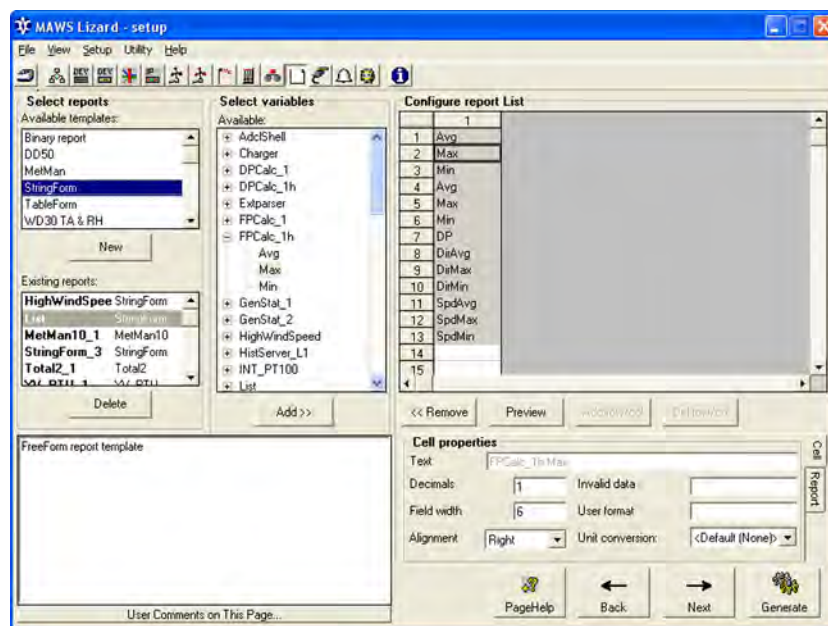 MAWS Lizard - setup
File View Setup Utility Help
Select reports
Available templates:
Binary report
DD50
MetMan
StringForm
TableForm
WD30 TA & RH
New
Existing reports:
HighWindSpee StringForm
List StringForm
MetMan10_1 MetMan10
StringForm_3 StringForm
Total2_1 Total2
Delete
Select variables
Available:
AdclShell
Charger
DPCalc_1
DPCalc_1h
Extparser
FPCalc_1
FPCalc_1h
Avg
Max
Min
GenStat_1
GenStat_2
HighWindSpeed
HistServer_L1
INT_PT100
List
Add >>
Configure report List
1
1 Avg
2 Max
3 Min
4 Avg
5 Max
6 Min
7 DP
8 DirAvg
9 DirMax
10 DirMin
11 SpdAvg
12 SpdMax
13 SpdMin
14
15
<< Remove Preview
FreeForm report template
User Comments on This Page...
Cell properties
Text FPCalc_1h Max
Decimals 1 Invalid data
Field width 6 User format
Alignment Right Unit conversion: <Default (None)>
Cell
Report
PageHelp Back Next Generate